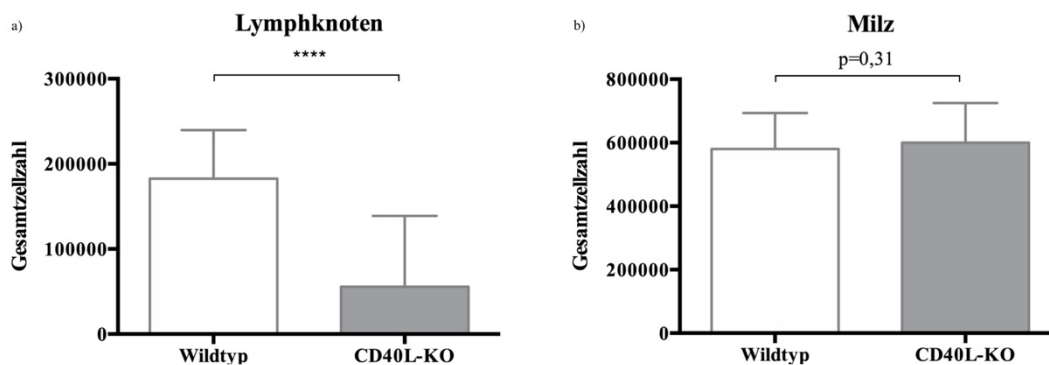 a)
Lymphknoten
****
300000
200000
100000
0
Gesamtzellzahl
Wildtyp
CD40L-KO
b)
Milz
p=0,31
800000
600000
400000
200000
0
Gesamtzellzahl
Wildtyp
CD40L-KO